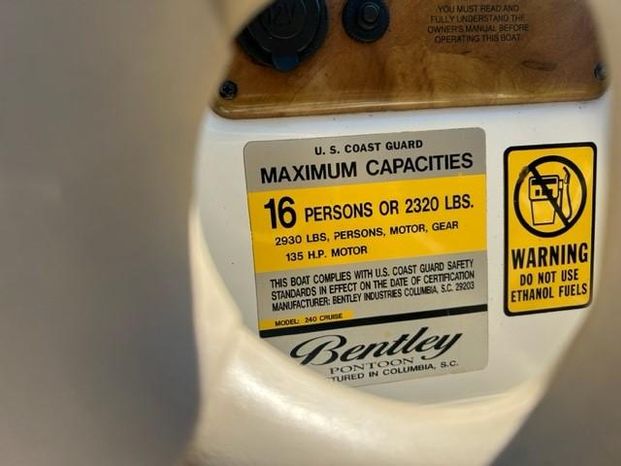 12V
YOU MUST READ AND
FULLY UNDERSTAND THE
OWNER'S MANUAL BEFORE
OPERATING THIS BOAT.
U. S. COAST GUARD
MAXIMUM CAPACITIES
16 PERSONS OR 2320 LBS.
2930 LBS, PERSONS, MOTOR, GEAR
135 H.P. MOTOR
THIS BOAT COMPLIES WITH U.S. COAST GUARD SAFETY
STANDARDS IN EFFECT ON THE DATE OF CERTIFICATION
MANUFACTURER: BENTLEY INDUSTRIES COLUMBIA, S.C. 29203
MODEL: 240 CRUISE
Bentley
PONTOON
TURED IN COLUMBIA, S.C.
WARNING
DO NOT USE
ETHANOL FUELS